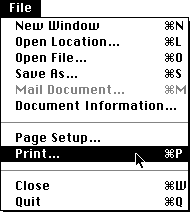 File
New Window ⌘N
Open Location... ⌘L
Open File... ⌘O
Save As... ⌘S
Mail Document... ⌘M
Document Information...
Page Setup...
Print... ⌘P
Close ⌘W
Quit ⌘Q